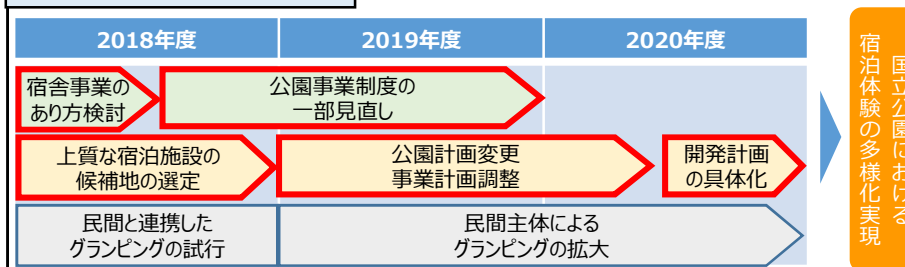 2018年度
2019年度
2020年度
宿舎事業の
あり方検討
公園事業制度の
一部見直し
上質な宿泊施設の
候補地の選定
公園計画変更
事業計画調整
開発計画
の具体化
民間と連携した
グランピングの試行
民間主体による
グランピングの拡大
国立公園における
宿泊体験の多様化実現